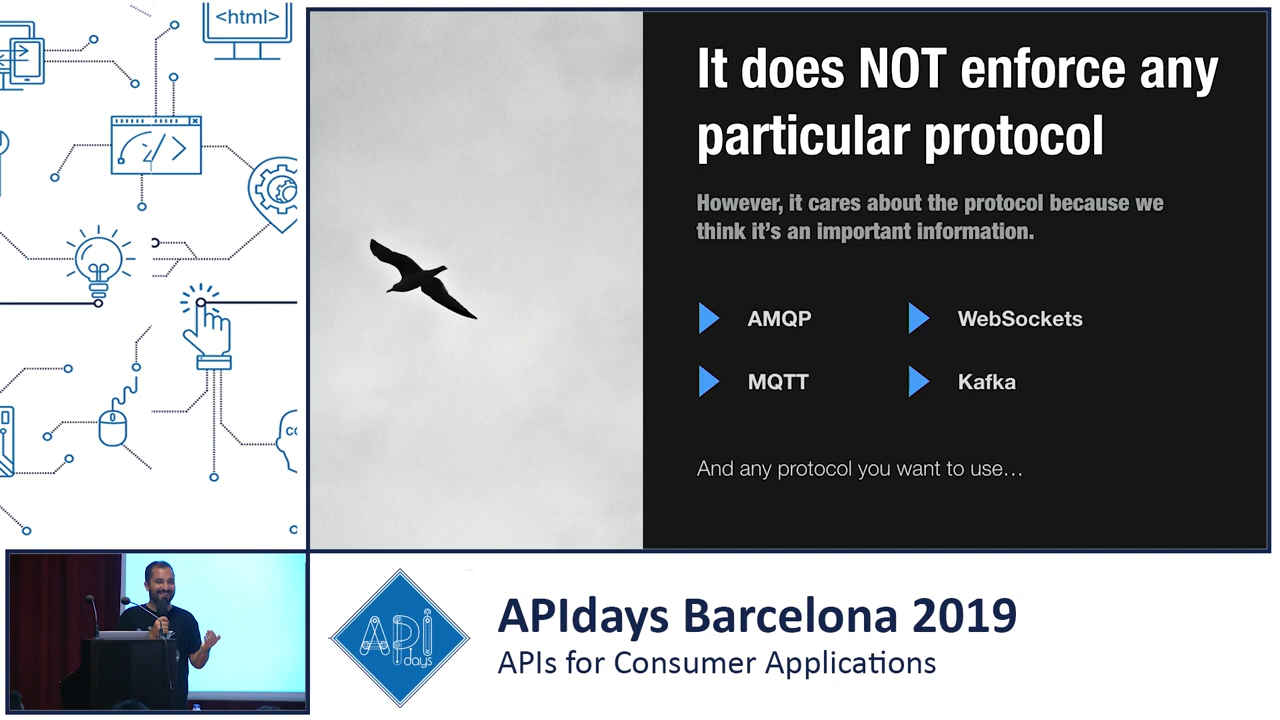 <html>
It does NOT enforce any
particular protocol
However, it cares about the protocol because we
think it's an important information.
AMQP
WebSockets
MQTT
Kafka
And any protocol you want to use...
API
days
APIdays Barcelona 2019
APIs for Consumer Applications